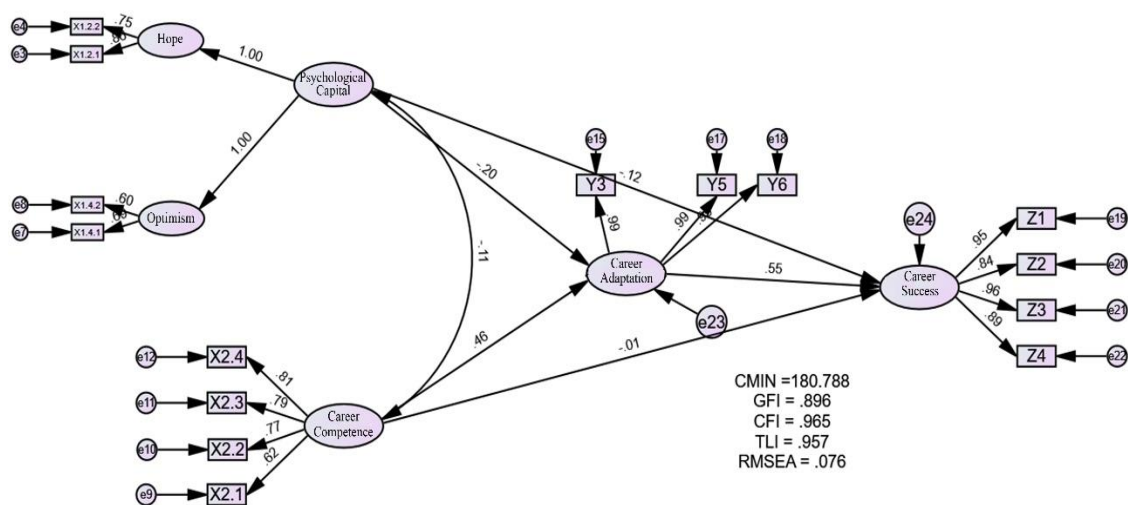 e4
X1.2.2
.75
Hope
e3
X1.2.1
1.00
Psychological
Capital
1.00
e8
X1.4.2
.60
Optimism
e7
X1.4.1
-.20
-.12
-.11
e15
e17
e18
Y3
Y5
Y6
.99
.99
Career
Adaptation
e23
.55
.46
-.01
e24
Career
Success
.95
Z1
e19
.84
Z2
e20
.96
Z3
e21
.89
Z4
e22
e12
X2.4
.81
e11
X2.3
.79
e10
X2.2
.77
e9
X2.1
.62
Career
Competence
CMIN =180.788
GFI = .896
CFI = .965
TLI = .957
RMSEA = .076